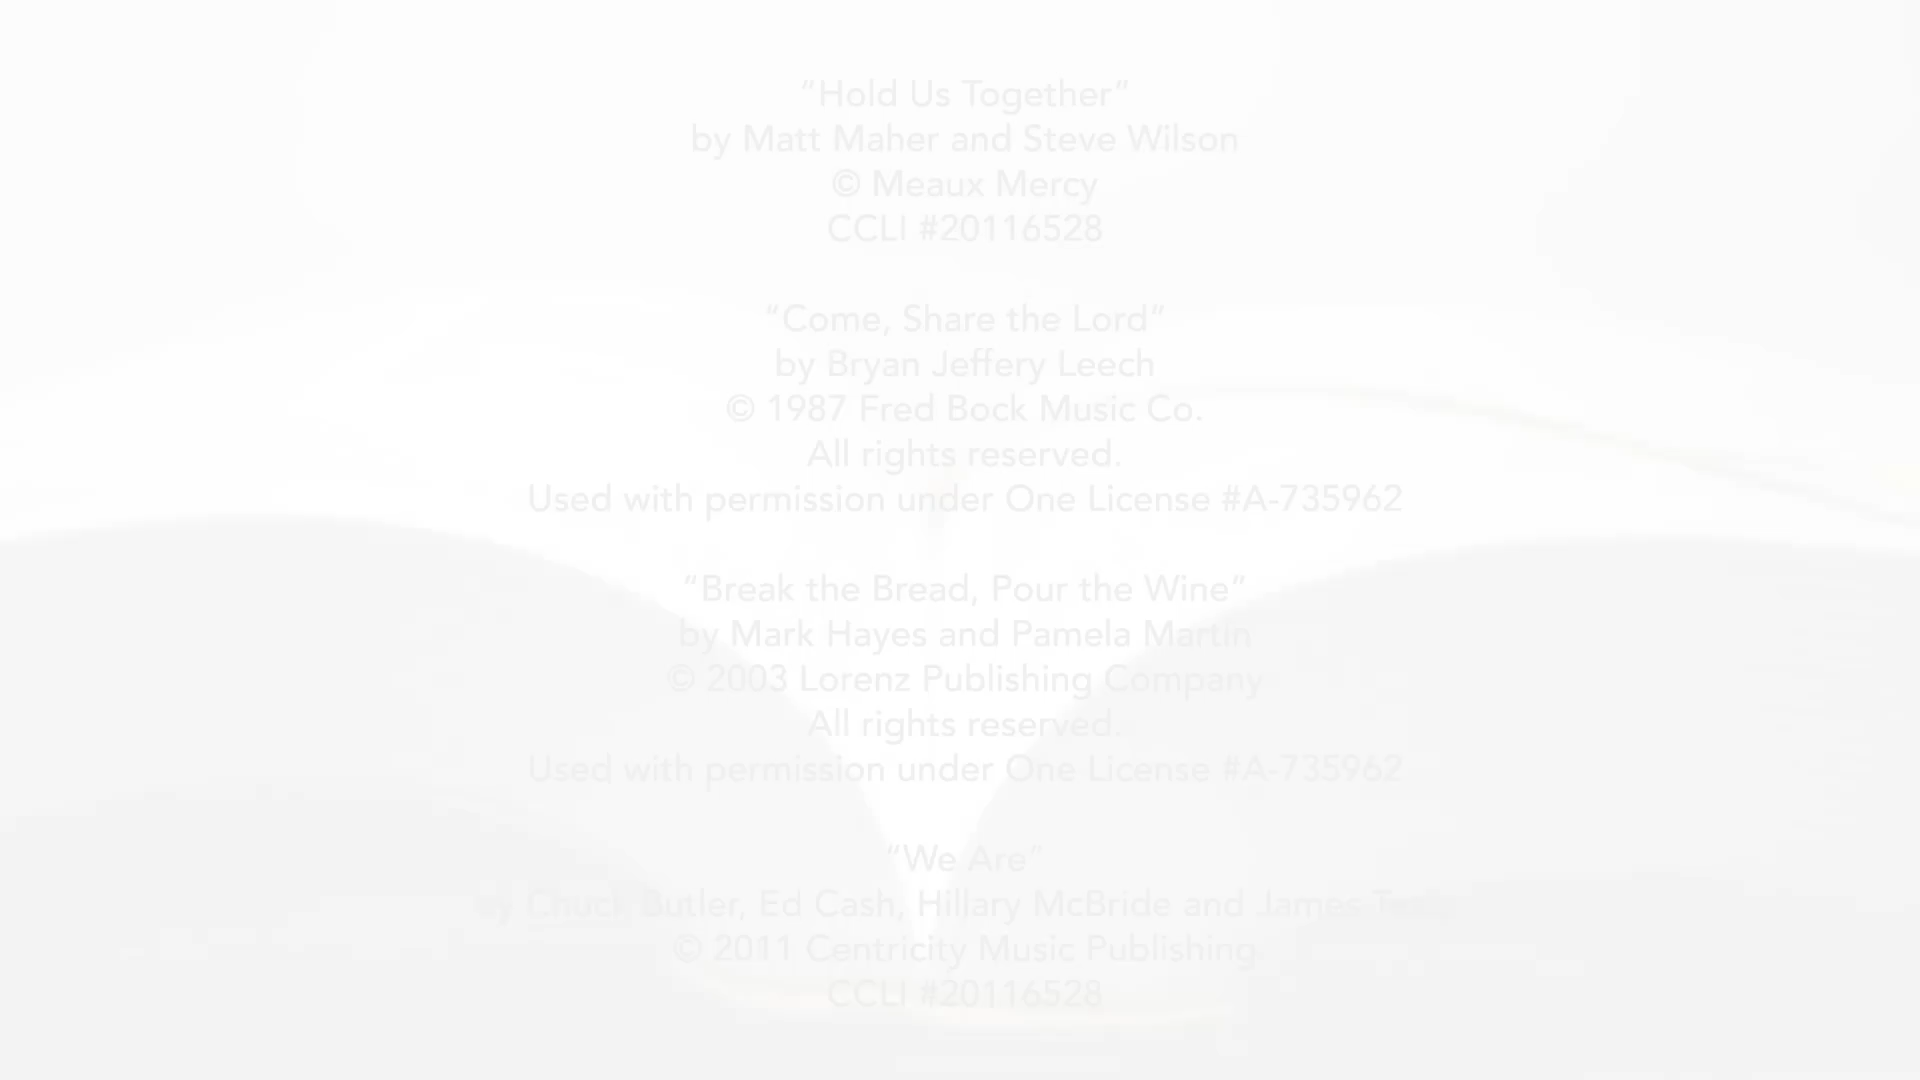 “Hold Us Together”
by Matt Maher and Steve Wilson
© Meaux Mercy
CCLI #20116528
“Come, Share the Lord”
by Bryan Jeffery Leech
© 1987 Fred Bock Music Co.
All rights reserved.
Used with permission under One License #A-735962
“Break the Bread, Pour the Wine”
by Mark Hayes and Pamela Martin
© 2003 Lorenz Publishing Company
All rights reserved.
Used with permission under One License #A-735962
“We Are”
by Chuck Butler, Ed Cash, Hillary McBride and James
© 2011 Centricity Music Publishing
CCLI #20116528